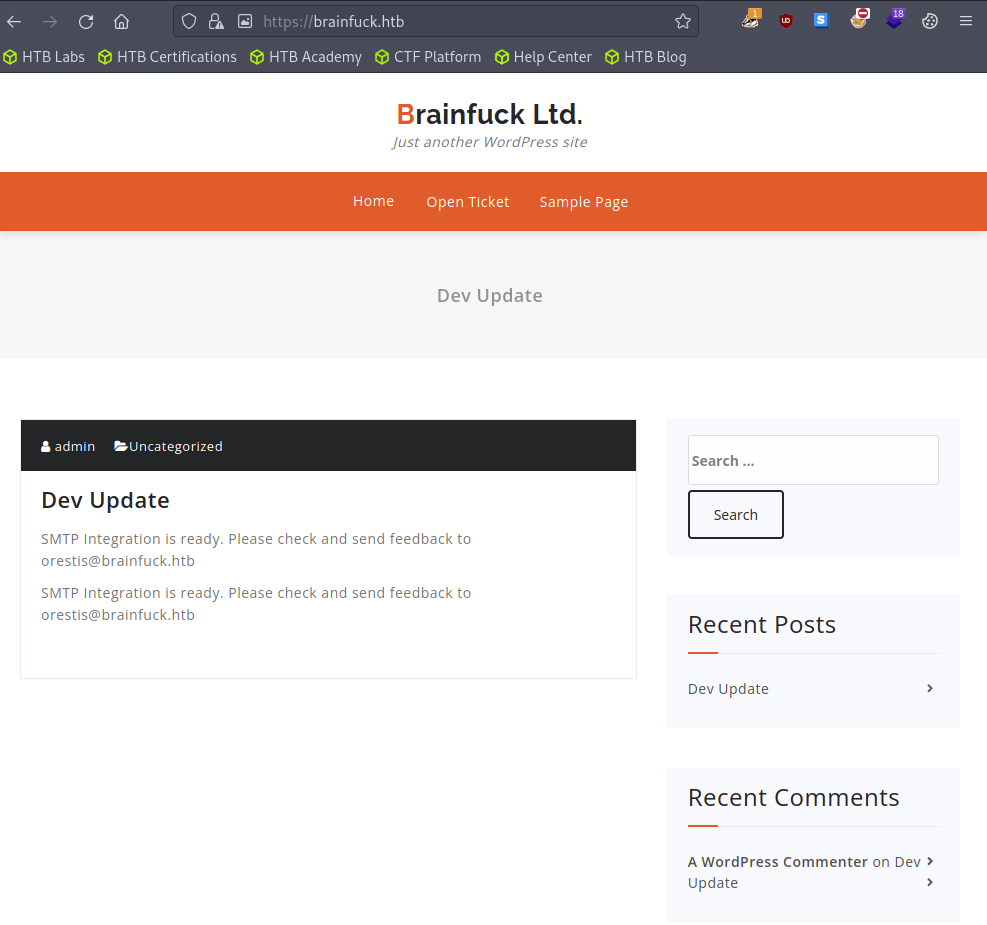 https://brainfuck.htb
1
18
HTB Labs HTB Certifications HTB Academy CTF Platform Help Center HTB Blog
Brainfuck Ltd.
Just another WordPress site
Home Open Ticket Sample Page
Dev Update
admin Uncategorized
Dev Update
SMTP Integration is ready. Please check and send feedback to
orestis@brainfuck.htb
SMTP Integration is ready. Please check and send feedback to
orestis@brainfuck.htb
Search ...
Search
Recent Posts
Dev Update
Recent Comments
A WordPress Commenter on Dev
Update